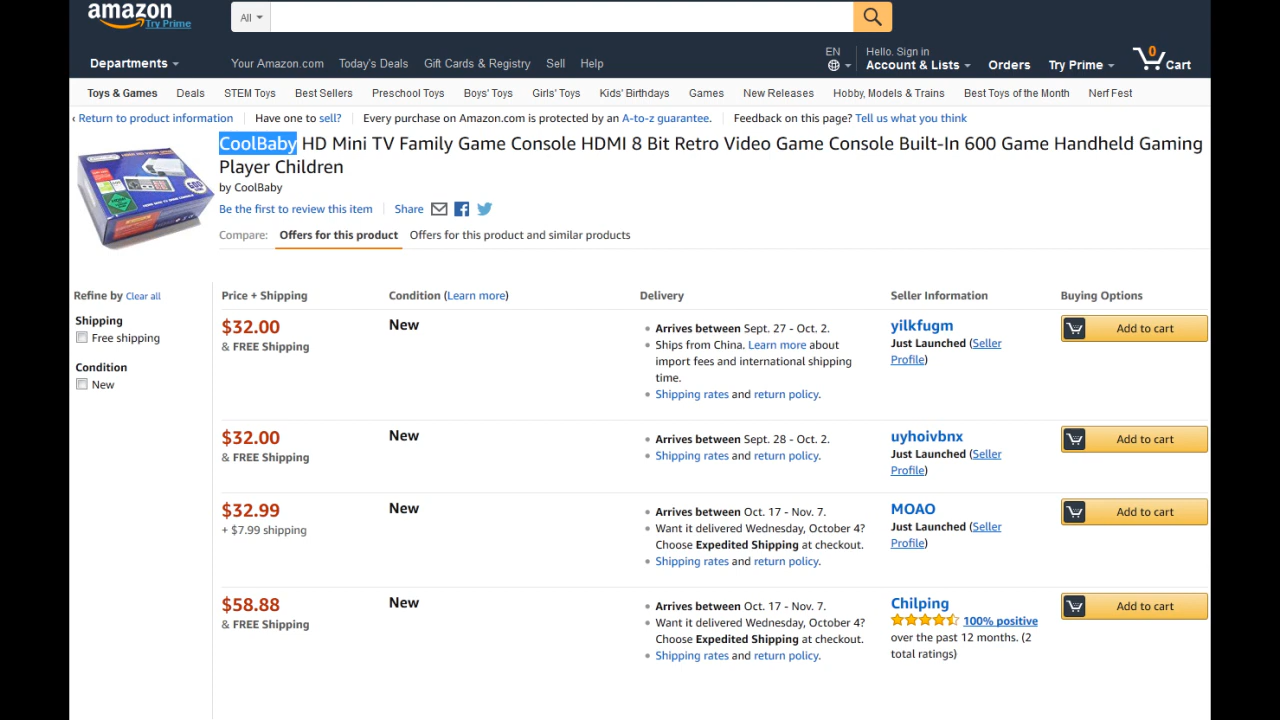 amazon
Try Prime
All
Departments
Your Amazon.com Today's Deals Gift Cards & Registry Sell Help
EN
Hello. Sign in
Account & Lists
Orders
Try Prime
0
Cart
Toys & Games Deals STEM Toys Best Sellers Preschool Toys Boys' Toys Girls' Toys Kids' Birthdays Games New Releases Hobby, Models & Trains Best Toys of the Month Nerf Fest
‹ Return to product information Have one to sell? Every purchase on Amazon.com is protected by an A-to-z guarantee. Feedback on this page? Tell us what you think
CoolBaby HD Mini TV Family Game Console HDMI 8 Bit Retro Video Game Console Built-In 600 Game Handheld Gaming
Player Children
by CoolBaby
Be the first to review this item Share
Compare: Offers for this product Offers for this product and similar products
Refine by Clear all
Shipping
Free shipping
Condition
New
Price + Shipping Condition (Learn more) Delivery Seller Information Buying Options
$32.00
& FREE Shipping
New
• Arrives between Sept. 27 - Oct. 2.
• Ships from China. Learn more about
import fees and international shipping
time.
• Shipping rates and return policy.
yilkfugm
Just Launched (Seller
Profile)
Add to cart
$32.00
& FREE Shipping
New
• Arrives between Sept. 28 - Oct. 2.
• Shipping rates and return policy.
uyhoivbnx
Just Launched (Seller
Profile)
Add to cart
$32.99
+ $7.99 shipping
New
• Arrives between Oct. 17 - Nov. 7.
• Want it delivered Wednesday, October 4?
Choose Expedited Shipping at checkout.
• Shipping rates and return policy.
MOAO
Just Launched (Seller
Profile)
Add to cart
$58.88
& FREE Shipping
New
• Arrives between Oct. 17 - Nov. 7.
• Want it delivered Wednesday, October 4?
Choose Expedited Shipping at checkout.
• Shipping rates and return policy.
Chilping
100% positive
over the past 12 months. (2
total ratings)
Add to cart